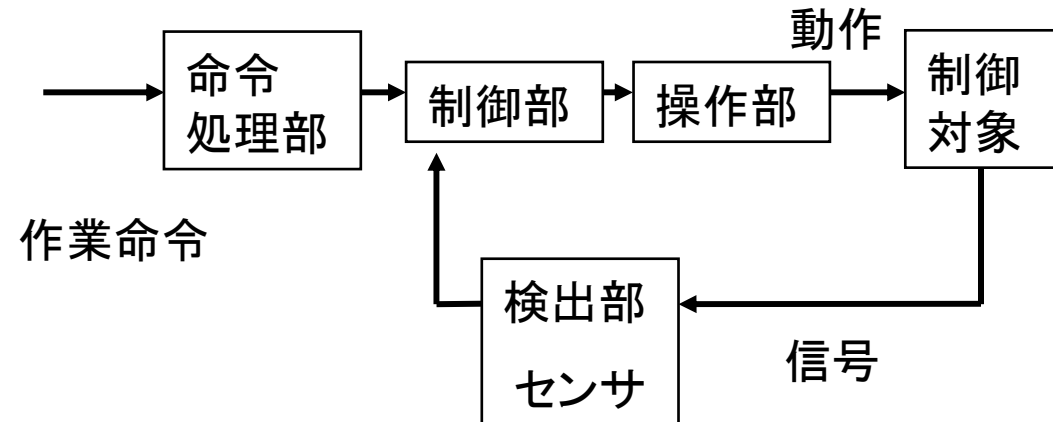 動作
命令
処理部
制御部
操作部
制御
対象
作業命令
検出部
センサ
信号